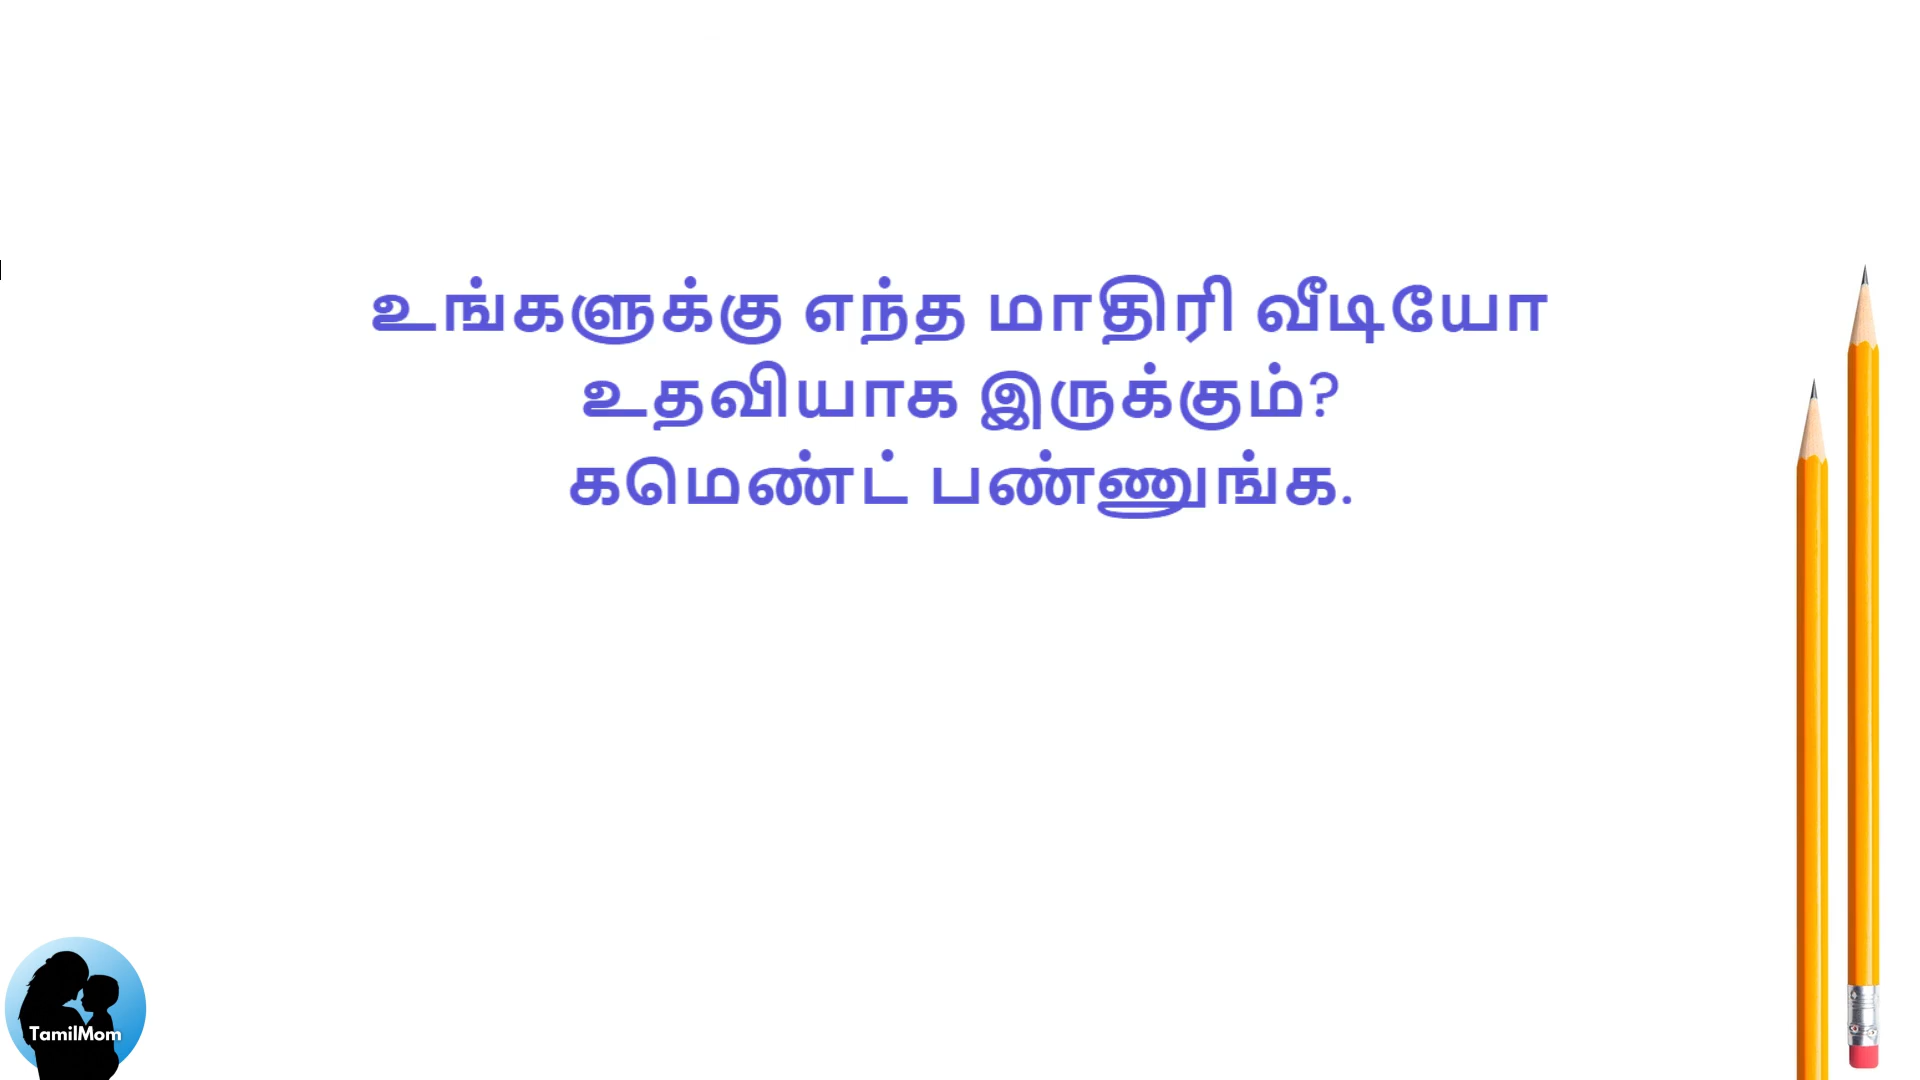 உங்களுக்கு எந்த மாதிரி வீடியோ
உதவியாக இருக்கும்?
கமெண்ட் பண்ணுங்க.
TamilMom